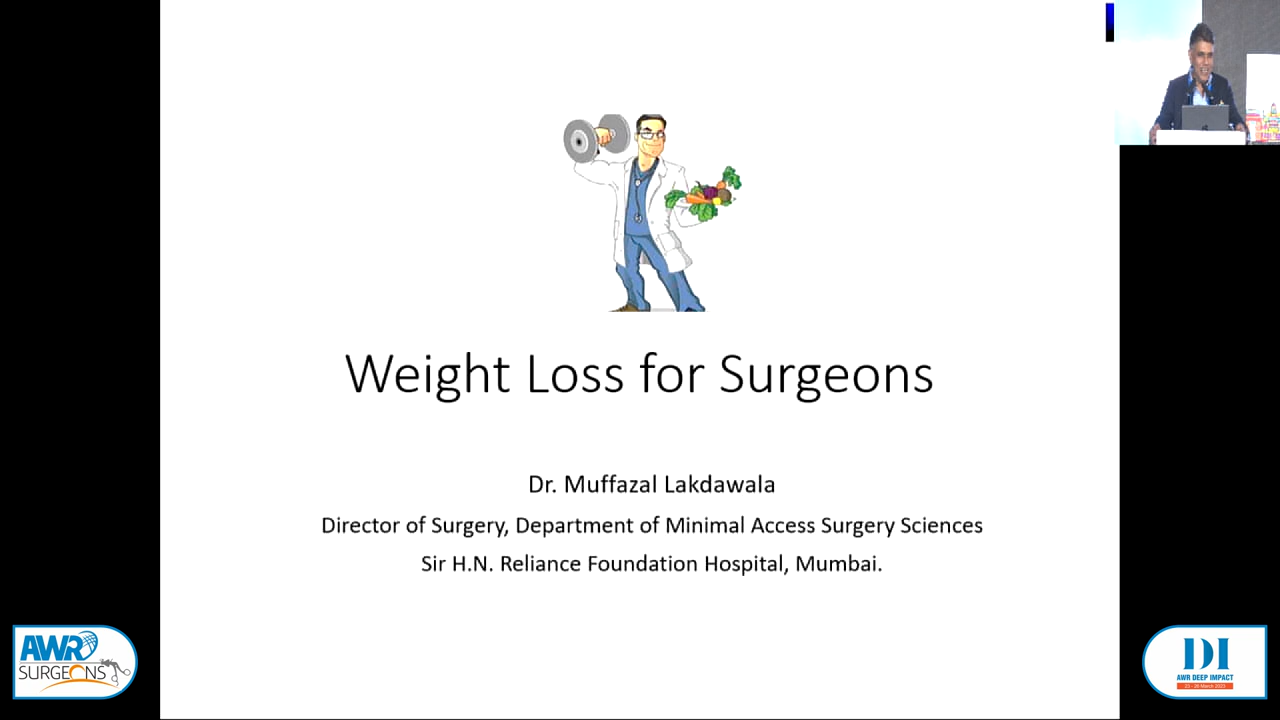 Weight Loss for Surgeons
Dr. Muffazal Lakdawala
Director of Surgery, Department of Minimal Access Surgery Sciences
Sir H.N. Reliance Foundation Hospital, Mumbai.
AWR
SURGEONS
DI
AWR DEEP IMPACT